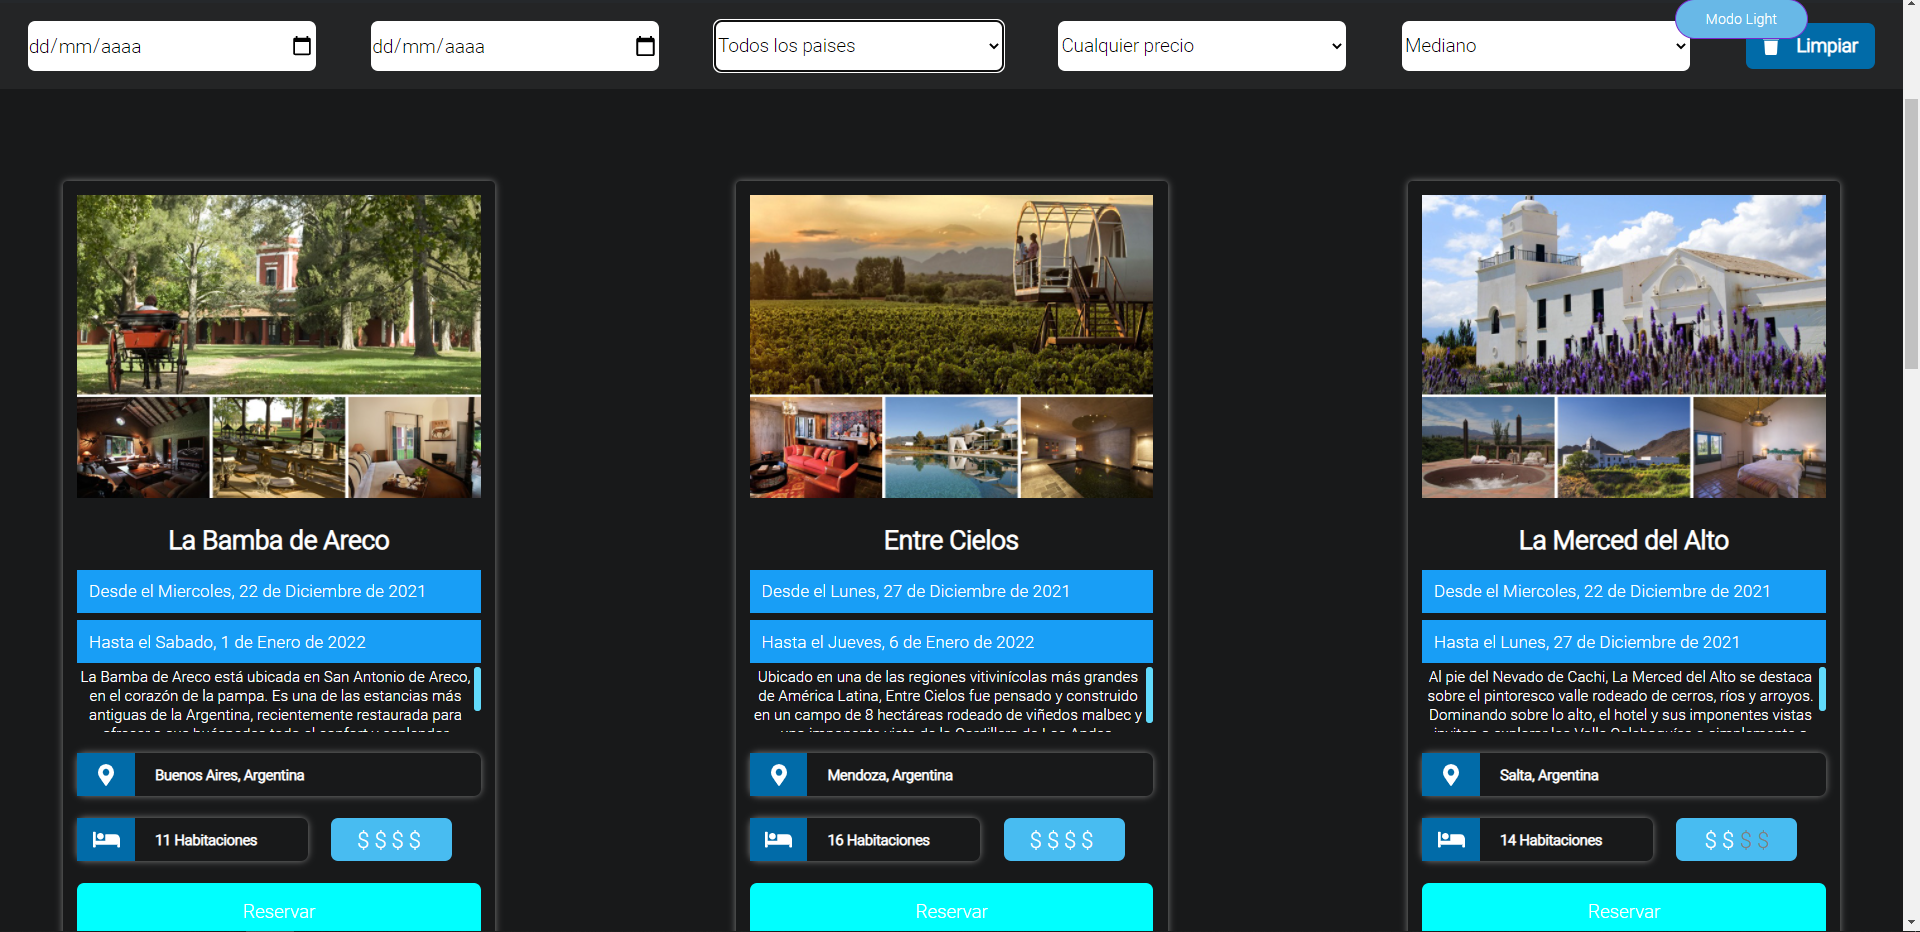 dd/mm/aaaa
dd/mm/aaaa
Todos los paises
Cualquier precio
Mediano
Modo Light
Limpiar
La Bamba de Areco
Desde el Miercoles, 22 de Diciembre de 2021
Hasta el Sabado, 1 de Enero de 2022
La Bamba de Areco está ubicada en San Antonio de Areco,
en el corazón de la pampa. Es una de las estancias más
antiguas de la Argentina, recientemente restaurada para
Buenos Aires, Argentina
11 Habitaciones
$ $ $ $
Reservar
Entre Cielos
Desde el Lunes, 27 de Diciembre de 2021
Hasta el Jueves, 6 de Enero de 2022
Ubicado en una de las regiones vitivinícolas más grandes
de América Latina, Entre Cielos fue pensado y construido
en un campo de 8 hectáreas rodeado de viñedos malbec y
una imponente vista de la Cordillera de Los Andes.
Mendoza, Argentina
16 Habitaciones
$ $ $ $
Reservar
La Merced del Alto
Desde el Miercoles, 22 de Diciembre de 2021
Hasta el Lunes, 27 de Diciembre de 2021
Al pie del Nevado de Cachi, La Merced del Alto se destaca
sobre el pintoresco valle rodeado de cerros, ríos y arroyos.
Dominando sobre lo alto, el hotel y sus imponentes vistas
Salta, Argentina
14 Habitaciones
$ $ $ $
Reservar